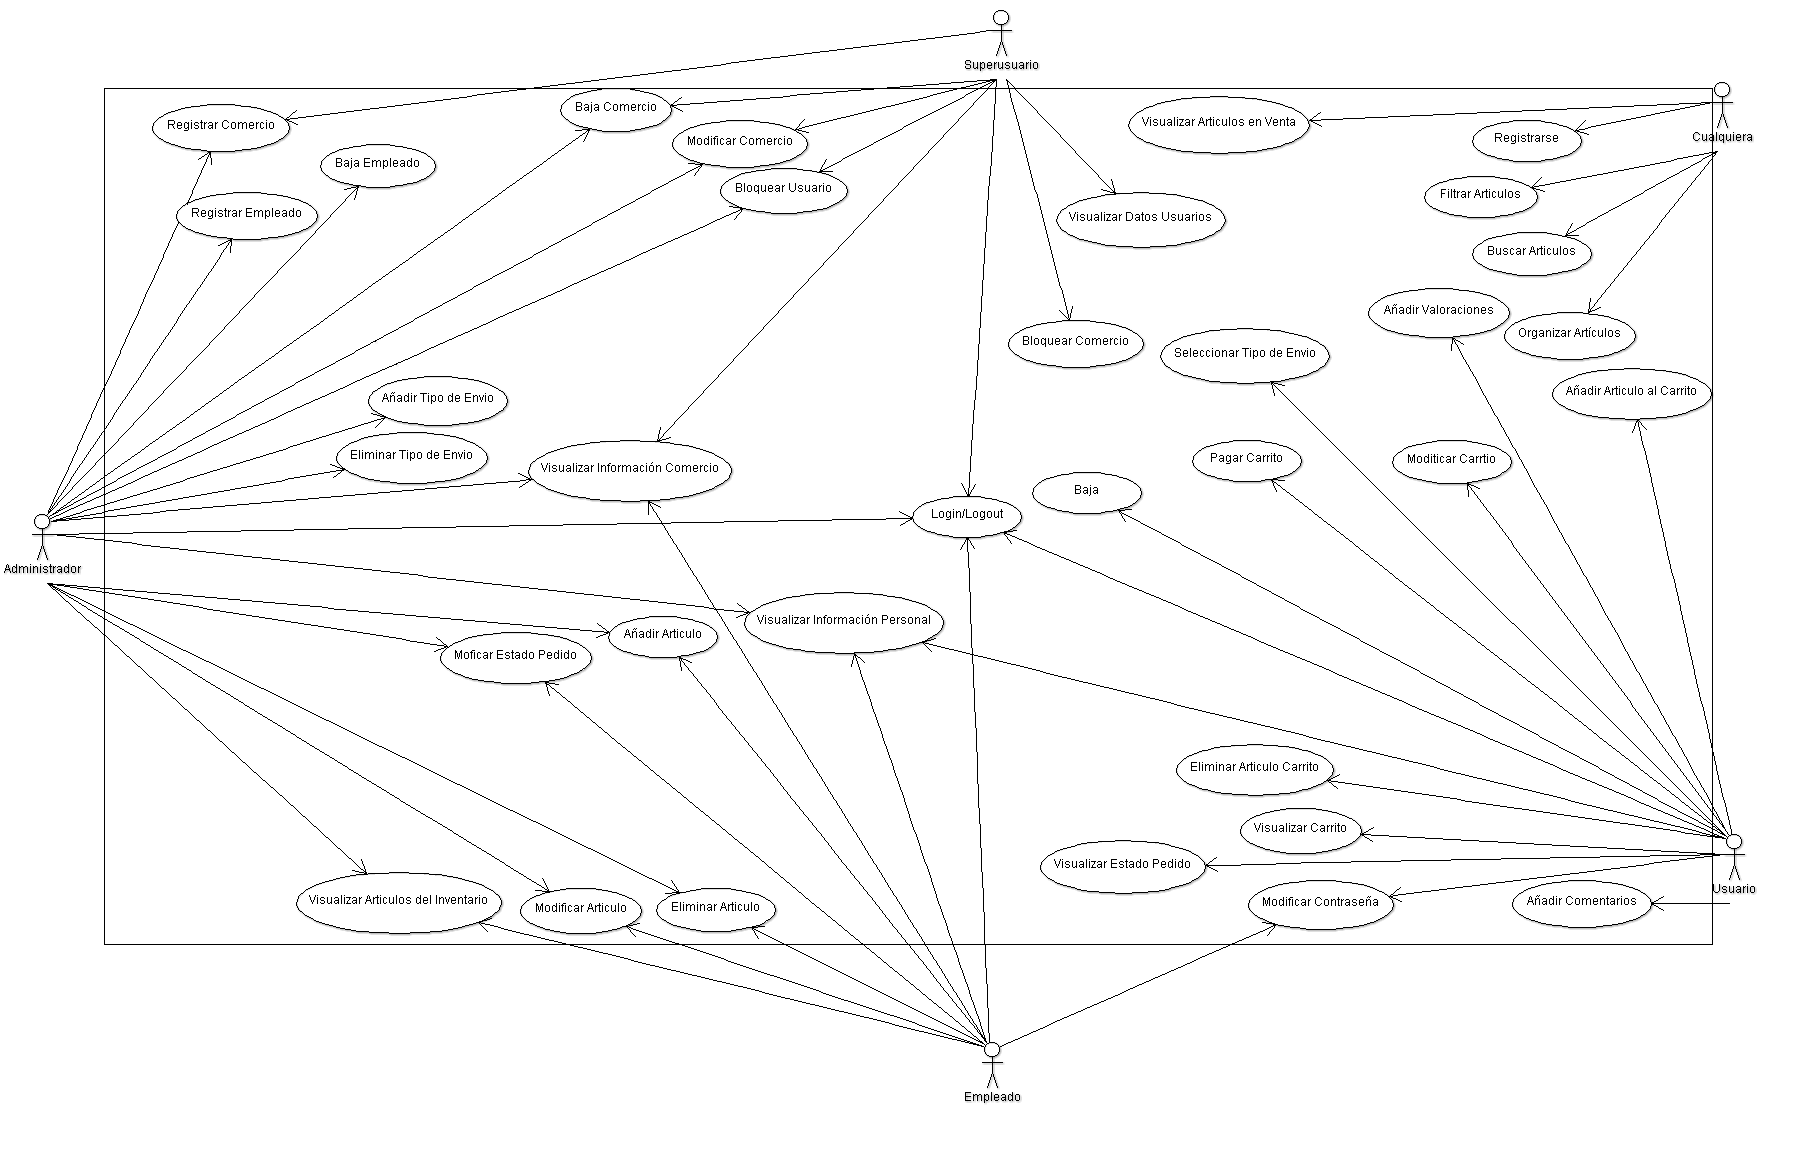 Superusuario
Baja Comercio
Registrar Comercio
Visualizar Articulos en Venta
Registrarse
Cualquiera
Modificar Comercio
Baja Empleado
Bloquear Usuario
Filtrar Articulos
Registrar Empleado
Visualizar Datos Usuarios
Buscar Articulos
Añadir Valoraciones
Organizar Artículos
Bloquear Comercio
Seleccionar Tipo de Envio
Añadir Articulo al Carrito
Añadir Tipo de Envio
Eliminar Tipo de Envio
Visualizar Información Comercio
Pagar Carrito
Moditicar Carrtio
Baja
Login/Logout
Administrador
Visualizar Información Personal
Añadir Articulo
Moficar Estado Pedido
Eliminar Articulo Carrito
Visualizar Carrito
Visualizar Estado Pedido
Usuario
Visualizar Articulos del Inventario
Modificar Articulo
Eliminar Articulo
Modificar Contraseña
Añadir Comentarios
Empleado